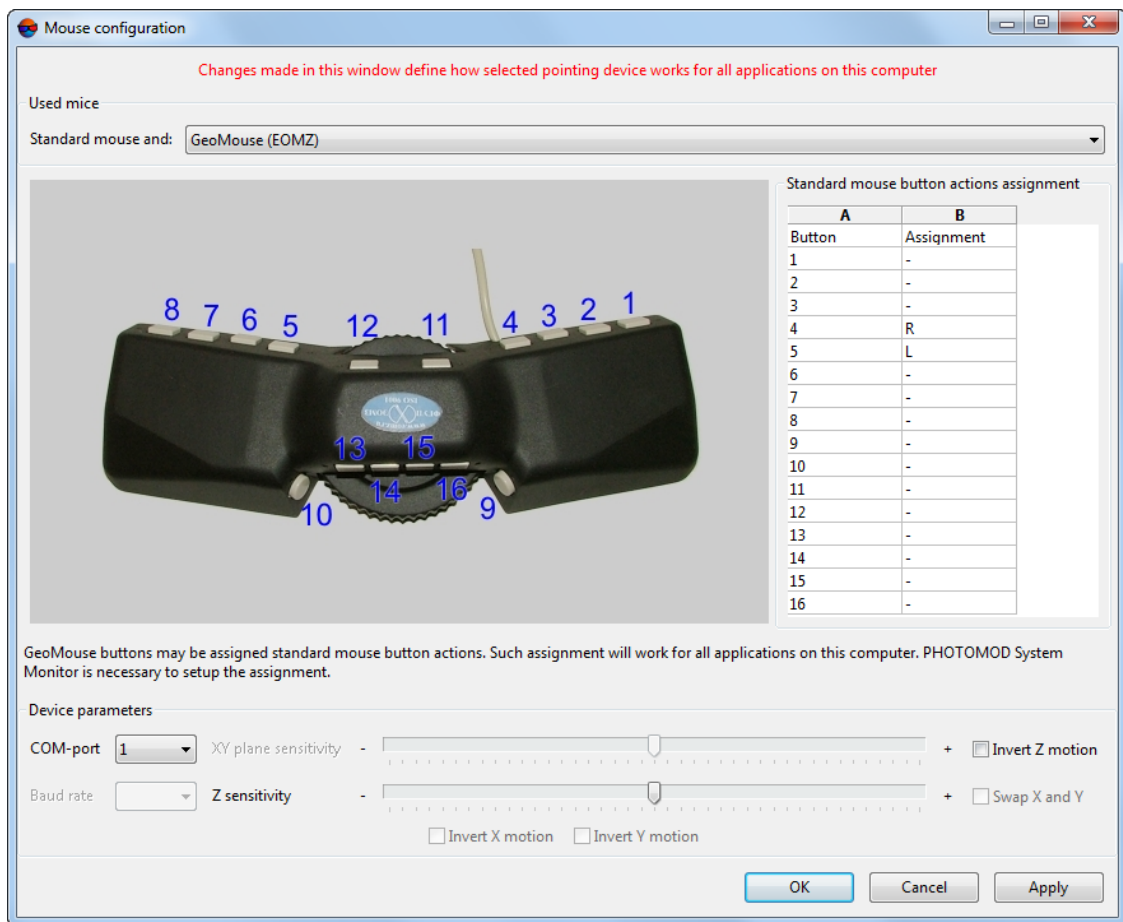 Mouse configuration
Changes made in this window define how selected pointing device works for all applications on this computer
Used mice
Standard mouse and: GeoMouse (EOMZ)
Standard mouse button actions assignment
A B
Button Assignment
1 -
2 -
3 -
4 R
5 L
6 -
7 -
8 -
9 -
10 -
11 -
12 -
13 -
14 -
15 -
16 -
8 7 6 5 12 11 4 3 2 1
13 15
14 16 9
10
GeoMouse buttons may be assigned standard mouse button actions. Such assignment will work for all applications on this computer. PHOTOMOD System
Monitor is necessary to setup the assignment.
Device parameters
COM-port 1 XY plane sensitivity - + Invert Z motion
Baud rate Z sensitivity - + Swap X and Y
Invert X motion Invert Y motion
OK Cancel Apply